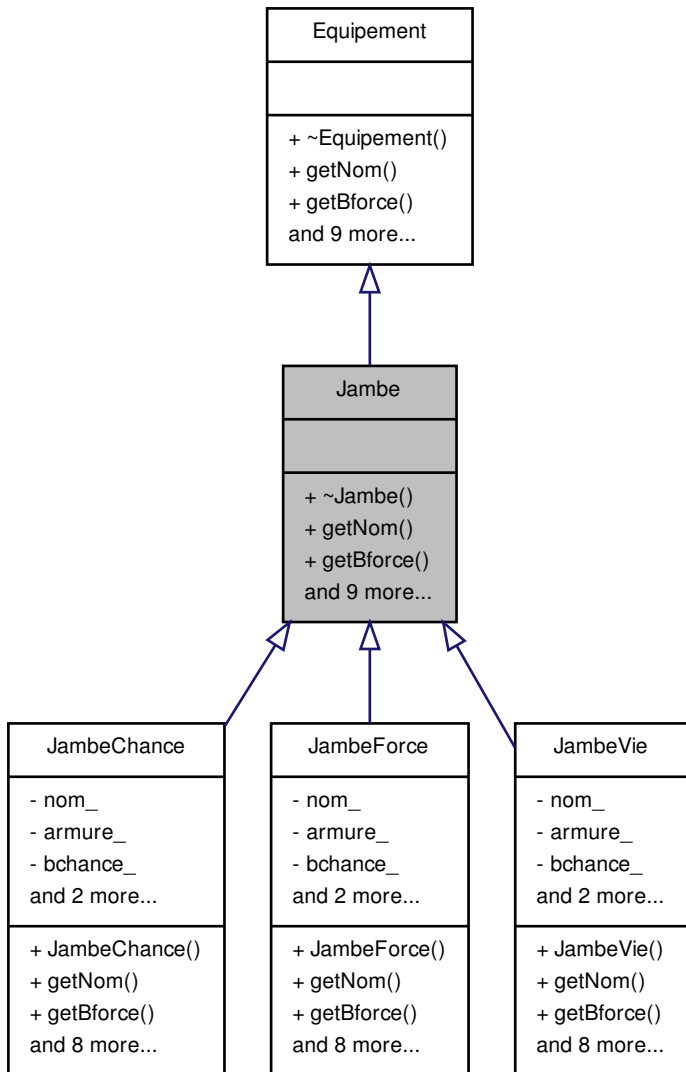 Equipement
+ ~Equipement()
+ getNom()
+ getBforce()
and 9 more...
Jambe
+ ~Jambe()
+ getNom()
+ getBforce()
and 9 more...
JambeChance
- nom_
- armure_
- bchance_
and 2 more...
+ JambeChance()
+ getNom()
+ getBforce()
and 8 more...
JambeForce
- nom_
- armure_
- bchance_
and 2 more...
+ JambeForce()
+ getNom()
+ getBforce()
and 8 more...
JambeVie
- nom_
- armure_
- bchance_
and 2 more...
+ JambeVie()
+ getNom()
+ getBforce()
and 8 more...